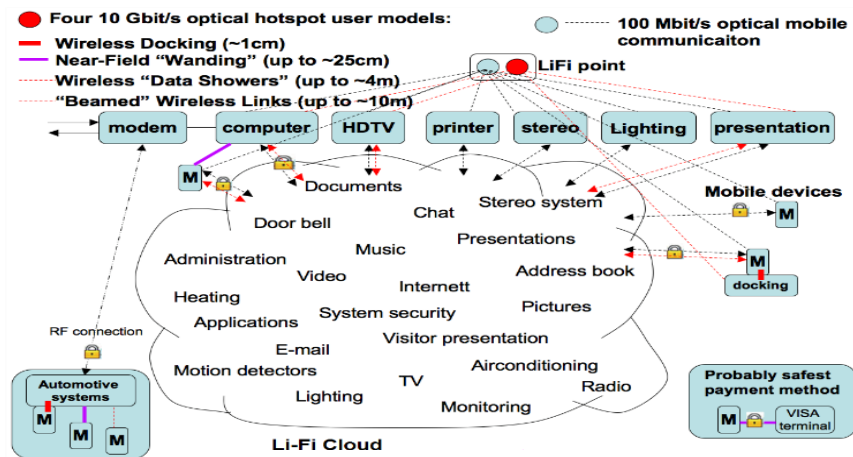 Four 10 Gbit/s optical hotspot user models:
100 Mbit/s optical mobile
communicaiton
Wireless Docking (~1cm)
Near-Field “Wanding” (up to ~25cm)
Wireless “Data Showers” (up to ~4m)
“Beamed” Wireless Links (up to ~10m)
LiFi point
modem
computer
HDTV
printer
stereo
Lighting
presentation
M
Documents
Door bell
Chat
Stereo system
Mobile devices
M
Music
Presentations
Administration
Video
Internett
Address book
M
docking
Heating
System security
Pictures
Applications
Visitor presentation
RF connection
E-mail
Airconditioning
Motion detectors
TV
Radio
Lighting
Monitoring
Automotive
systems
M
M
M
Li-Fi Cloud
Probably safest
payment method
M
VISA
terminal